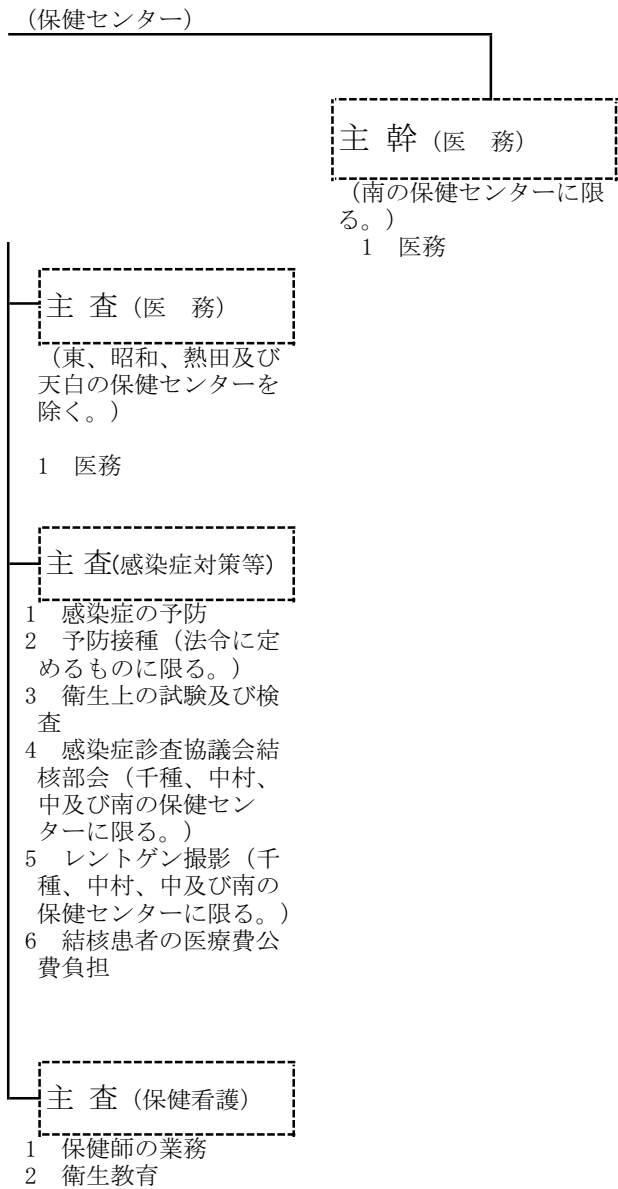 (保健センター)
主 幹 (医　務)
(南の保健センターに限
る。)
1　医務
主 査 (医　務)
(東、昭和、熱田及び
天白の保健センターを
除く。)
1　医務
主 査(感染症対策等)
1　感染症の予防
2　予防接種 (法令に定
めるものに限る。)
3　衛生上の試験及び検
査
4　感染症診査協議会結
核部会 (千種、中村、
中及び南の保健セン
ターに限る。)
5　レントゲン撮影 (千
種、中村、中及び南の
保健センターに限る。)
6　結核患者の医療費公
費負担
主 査 (保健看護)
1　保健師の業務
2　衛生教育